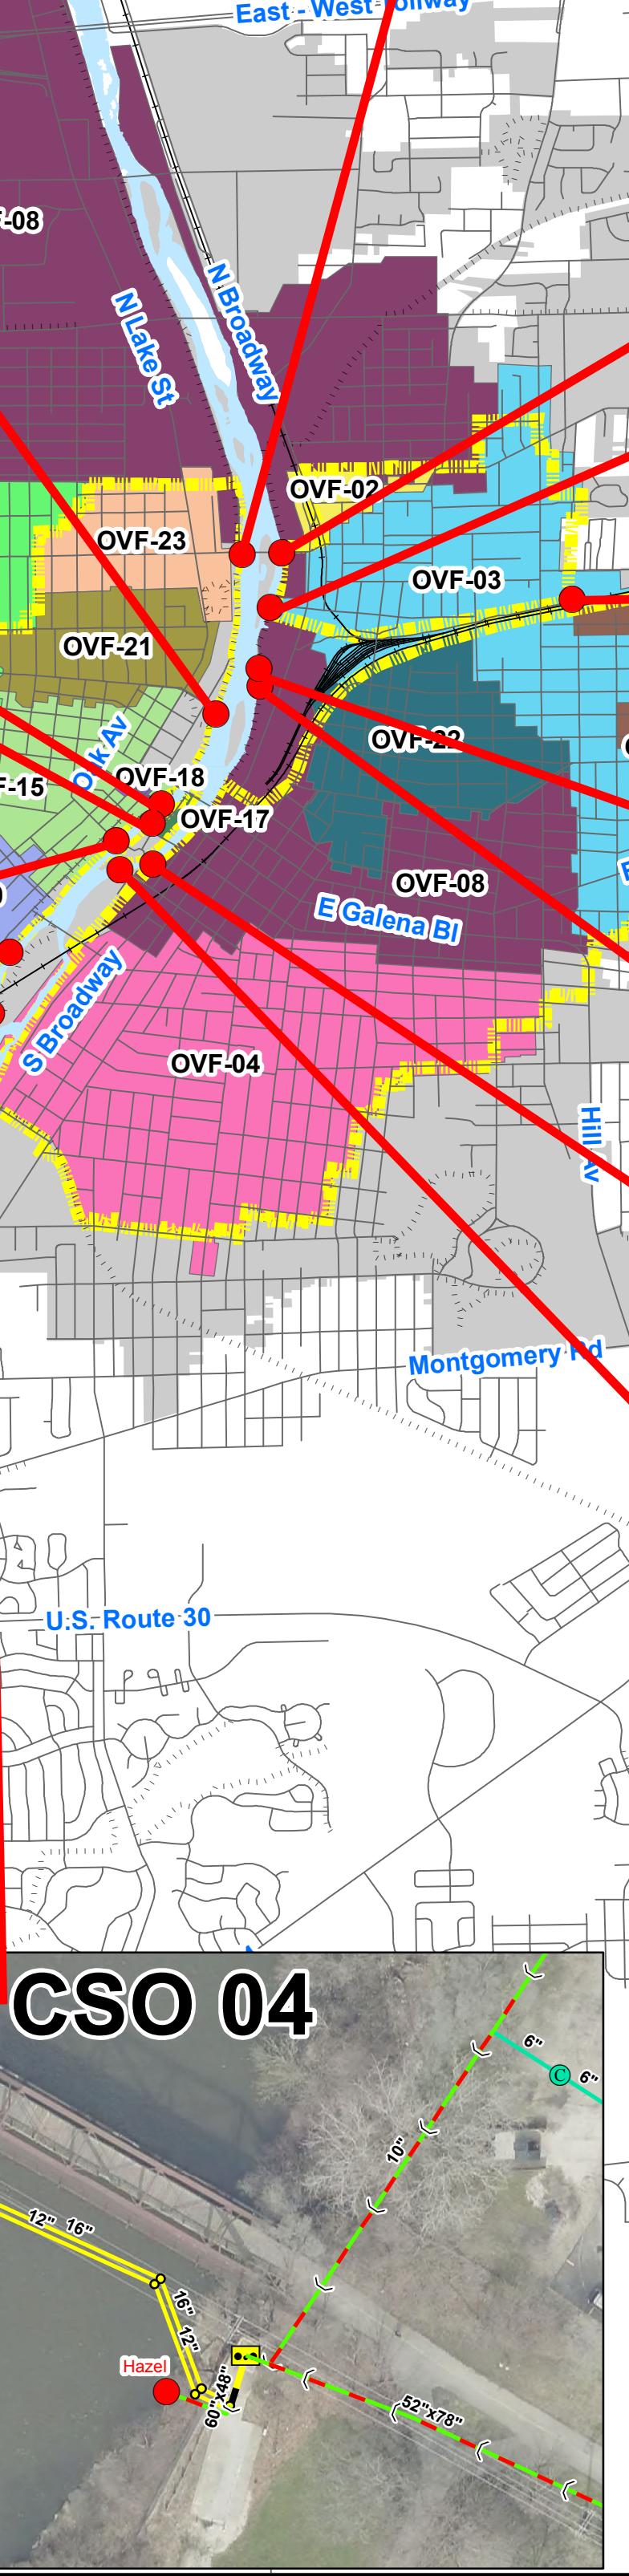 East - West Tollway
F-08
N Broadway
N Lake St
OVF-02
OVF-23
OVF-03
OVF-21
OVF-22
Oak Av
OVF-18
F-15
OVF-17
OVF-08
E Galena Bl
S Broadway
OVF-04
Hill Av
Montgomery Rd
U.S. Route 30
CSO 04
6"
C
6"
10"
12" 16"
16"
12"
Hazel
60"x48"
52"x78"